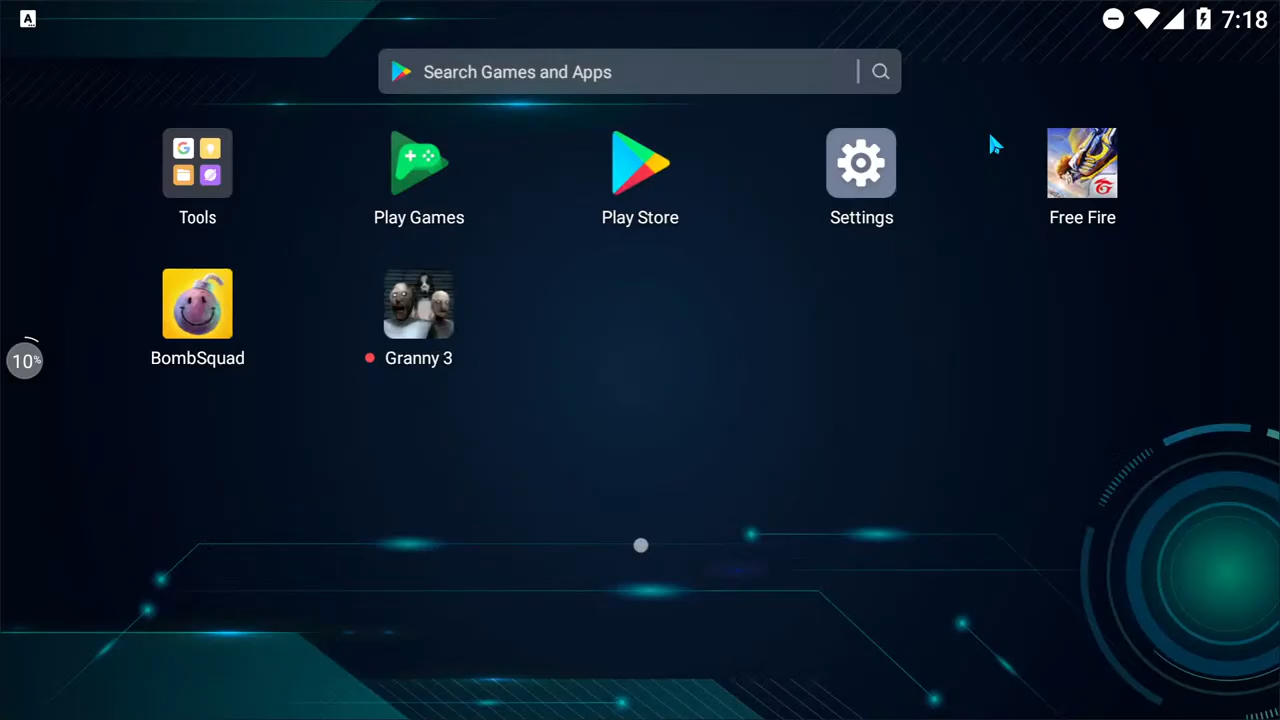 A
7:18
Search Games and Apps
Tools
Play Games
Play Store
Settings
Free Fire
BombSquad
Granny 3
10%